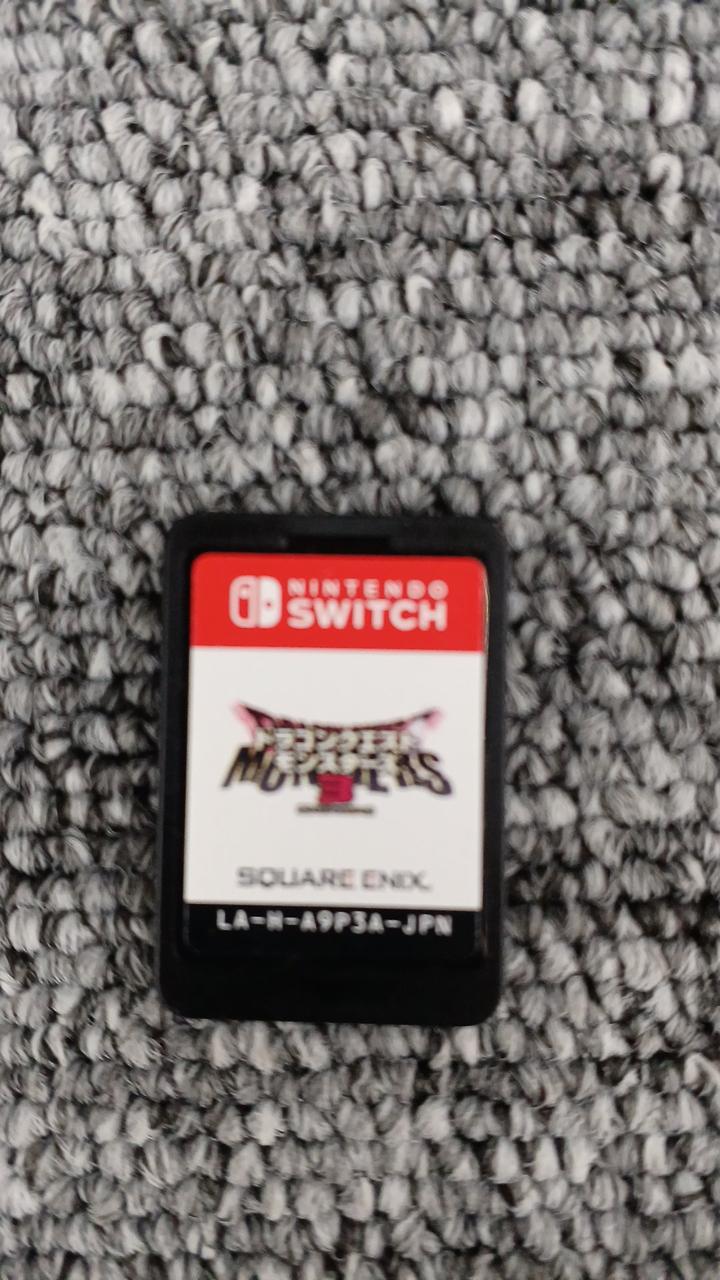 NINTENDO
SWITCH
ドラゴンクエスト
モンスターズ
MONSTERS
3
SQUARE ENIX
LA-H-A9P3A-JPN